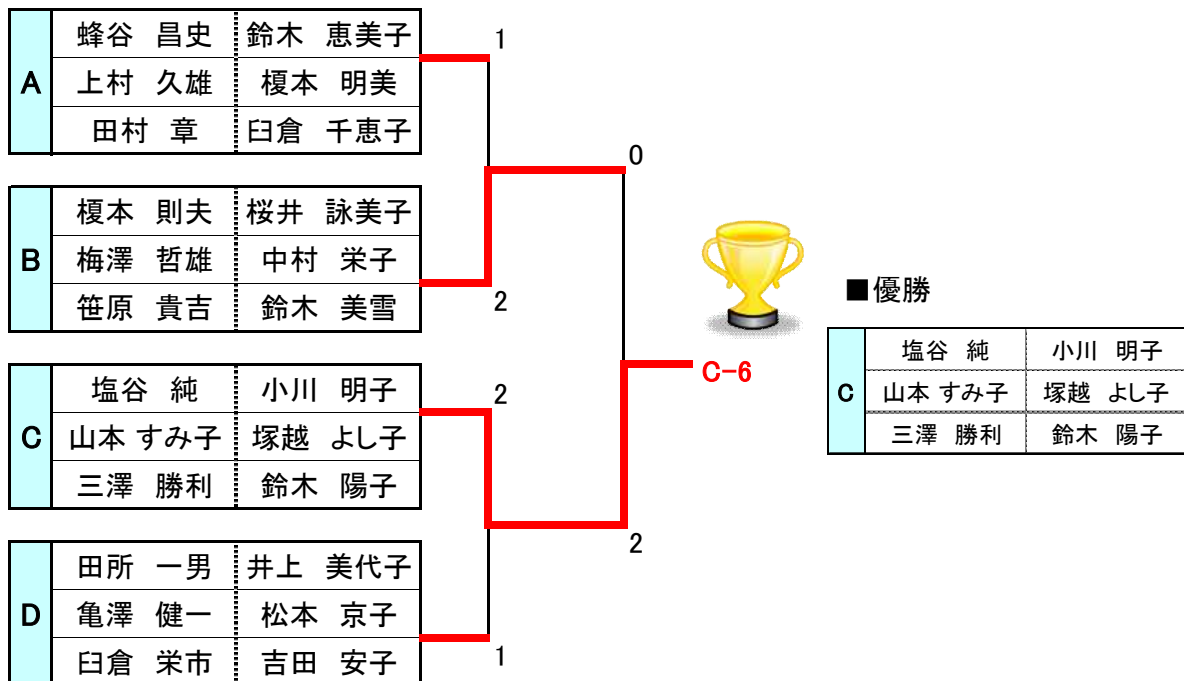 A
蜂谷 昌史 鈴木 恵美子
上村 久雄 榎本 明美
田村 章 臼倉 千恵子
1
B
榎本 則夫 桜井 詠美子
梅澤 哲雄 中村 栄子
笹原 貴吉 鈴木 美雪
2
0
C
塩谷 純 小川 明子
山本 すみ子 塚越 よし子
三澤 勝利 鈴木 陽子
2
D
田所 一男 井上 美代子
亀澤 健一 松本 京子
臼倉 栄市 吉田 安子
1
2
C-6
■優勝
C
塩谷 純 小川 明子
山本 すみ子 塚越 よし子
三澤 勝利 鈴木 陽子